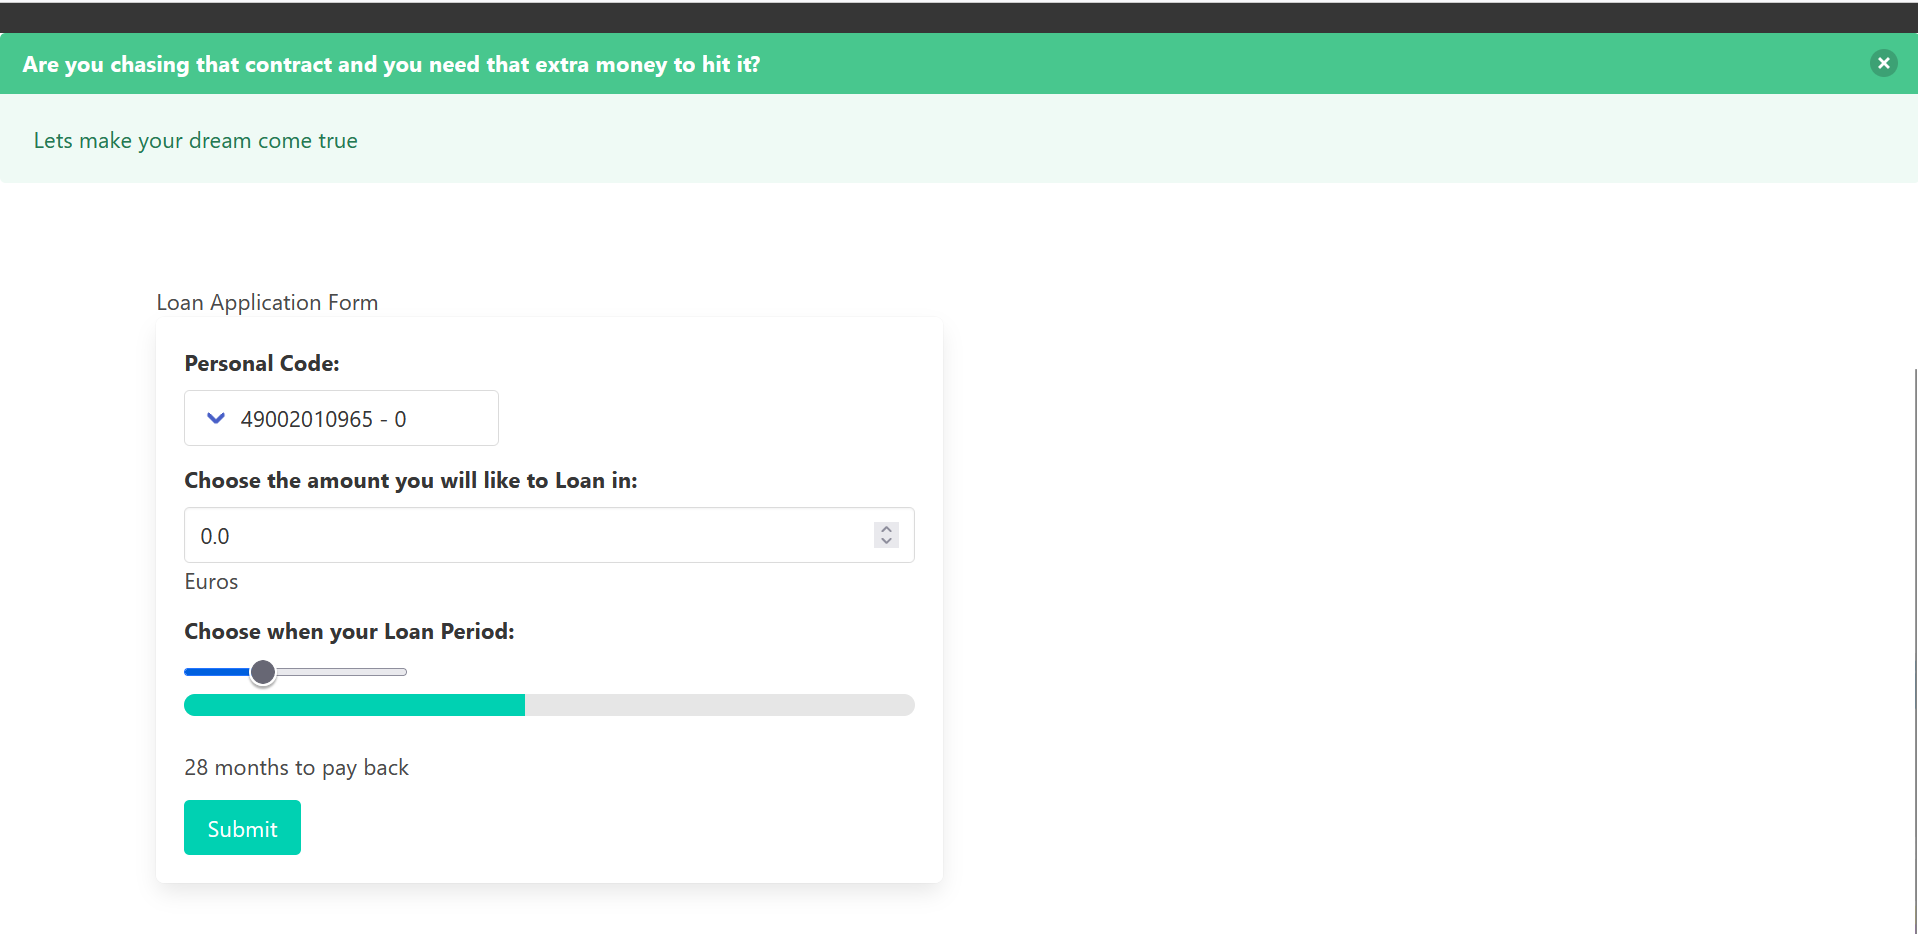 Are you chasing that contract and you need that extra money to hit it?
Lets make your dream come true
Loan Application Form
Personal Code:
49002010965 - 0
Choose the amount you will like to Loan in:
0.0
Euros
Choose when your Loan Period:
28 months to pay back
Submit